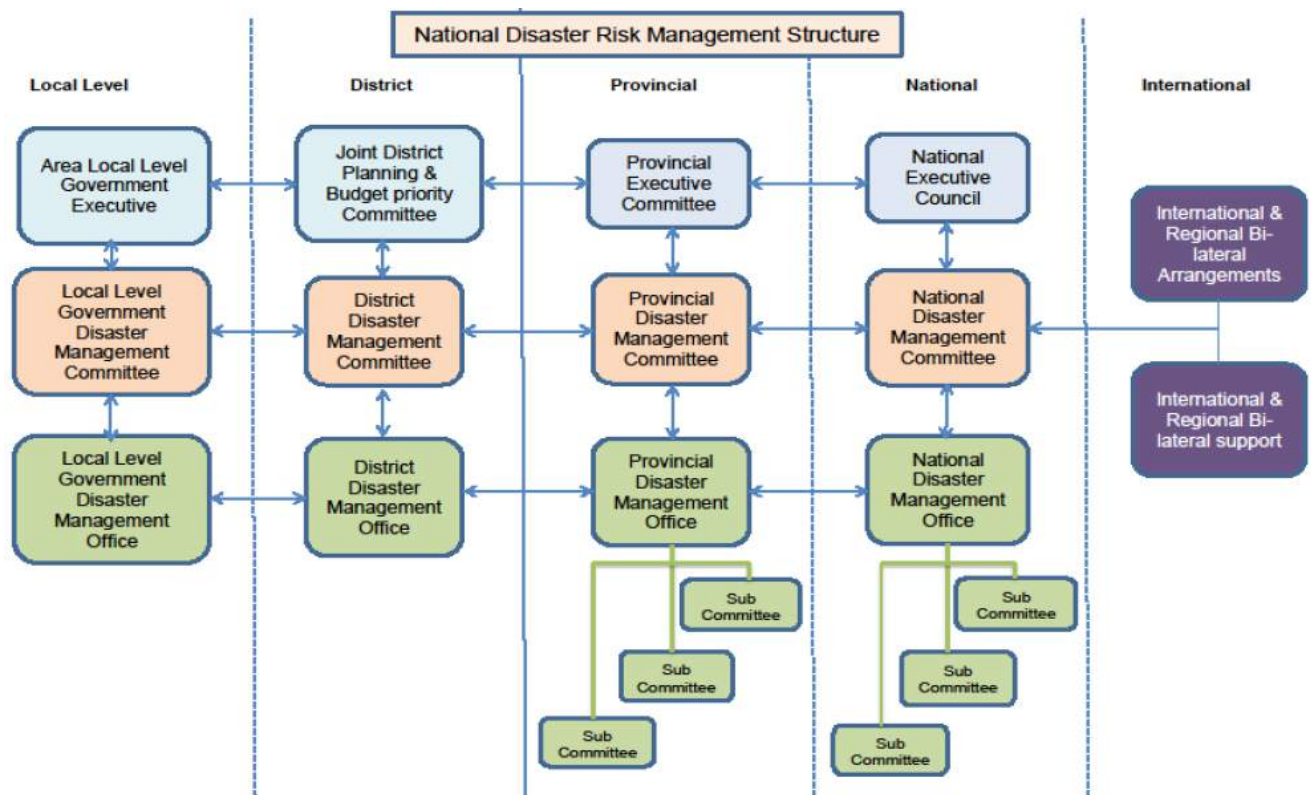 National Disaster Risk Management Structure
Local Level
District
Provincial
National
International
Area Local Level
Government
Executive
Joint District
Planning &
Budget priority
Committee
Provincial
Executive
Committee
National
Executive
Council
International &
Regional Bi-
lateral
Arrangements
Local Level
Government
Disaster
Management
Committee
District
Disaster
Management
Committee
Provincial
Disaster
Management
Committee
National
Disaster
Management
Committee
International &
Regional Bi-
lateral support
Local Level
Government
Disaster
Management
Office
District
Disaster
Management
Office
Provincial
Disaster
Management
Office
National
Disaster
Management
Office
Sub
Committee
Sub
Committee
Sub
Committee
Sub
Committee
Sub
Committee
Sub
Committee